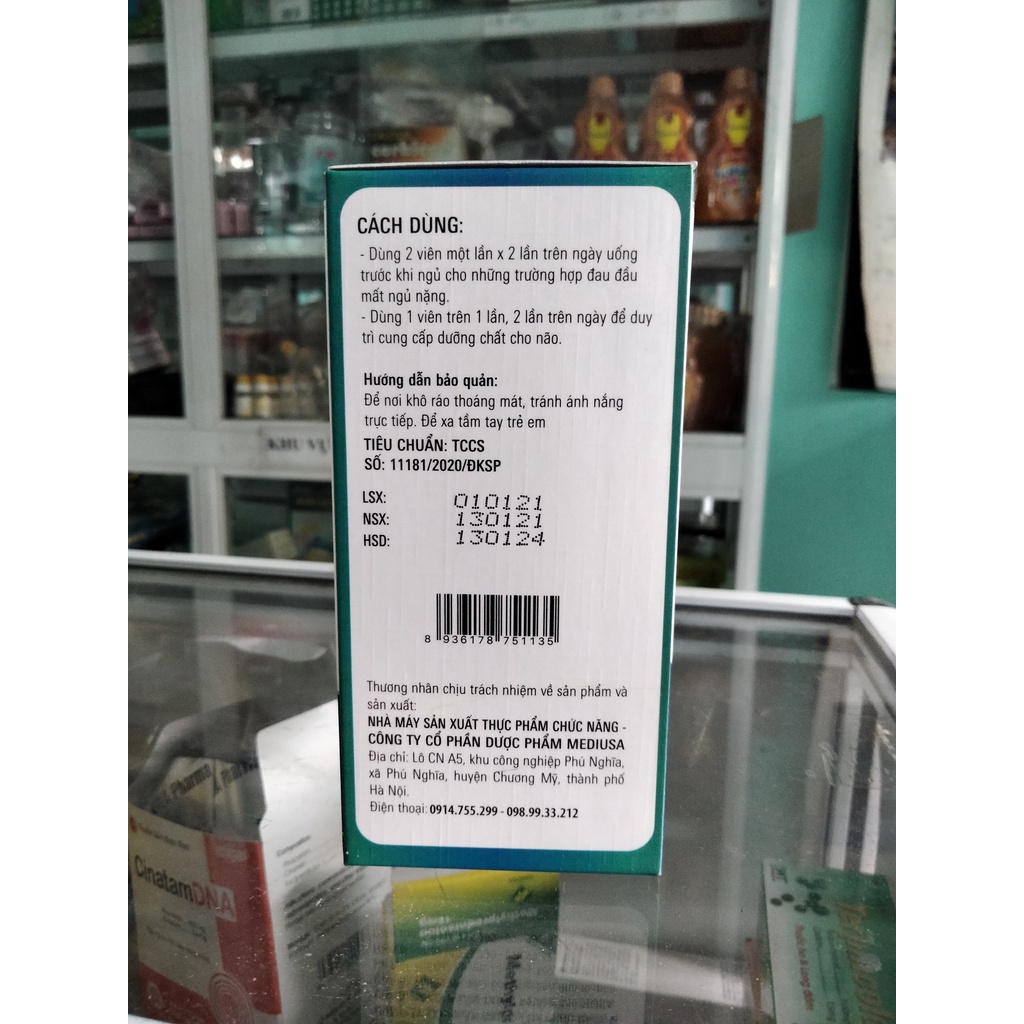 CÁCH DÙNG:
- Dùng 2 viên một lần x 2 lần trên ngày uống
trước khi ngủ cho những trường hợp đau đầu
mất ngủ nặng.
- Dùng 1 viên trên 1 lần, 2 lần trên ngày để duy
trì cung cấp dưỡng chất cho não.
Hướng dẫn bảo quản:
Để nơi khô ráo thoáng mát, tránh ánh nắng
trực tiếp. Để xa tầm tay trẻ em
TIÊU CHUẨN: TCCS
SỐ: 11181/2020/ĐKSP
LSX: 010121
NSX: 130121
HSD: 130124
8 936178 751135
Thương nhân chịu trách nhiệm về sản phẩm và
sản xuất:
NHÀ MÁY SẢN XUẤT THỰC PHẨM CHỨC NĂNG -
CÔNG TY CỔ PHẦN DƯỢC PHẨM MEDIUSA
Địa chỉ: Lô CN A5, khu công nghiệp Phú Nghĩa,
xã Phú Nghĩa, huyện Chương Mỹ, thành phố
Hà Nội.
Điện thoại: 0914.755.299 - 098.99.33.212
KHU VỰ
Pharma
CinatamDNA